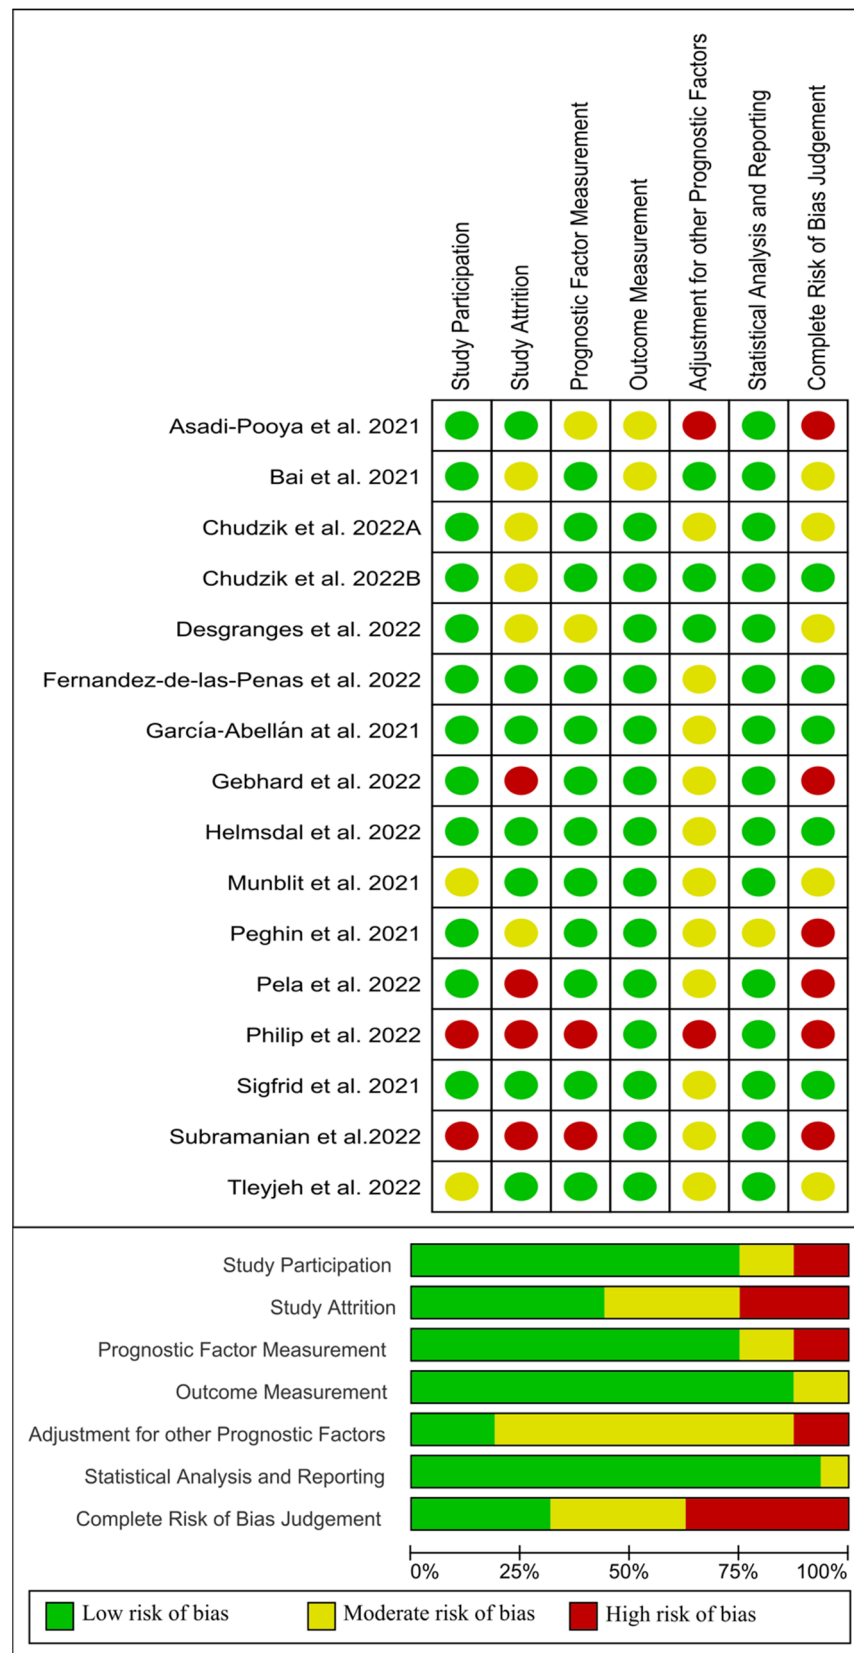 Study Participation
Study Attrition
Prognostic Factor Measurement
Outcome Measurement
Adjustment for other Prognostic Factors
Statistical Analysis and Reporting
Complete Risk of Bias Judgement
Asadi-Pooya et al. 2021
Bai et al. 2021
Chudzik et al. 2022A
Chudzik et al. 2022B
Desgranges et al. 2022
Fernandez-de-las-Penas et al. 2022
García-Abellán at al. 2021
Gebhard et al. 2022
Helmsdal et al. 2022
Munblit et al. 2021
Peghin et al. 2021
Pela et al. 2022
Philip et al. 2022
Sigfrid et al. 2021
Subramanian et al.2022
Tleyjeh et al. 2022
Study Participation
Study Attrition
Prognostic Factor Measurement
Outcome Measurement
Adjustment for other Prognostic Factors
Statistical Analysis and Reporting
Complete Risk of Bias Judgement
0% 25% 50% 75% 100%
Low risk of bias Moderate risk of bias High risk of bias